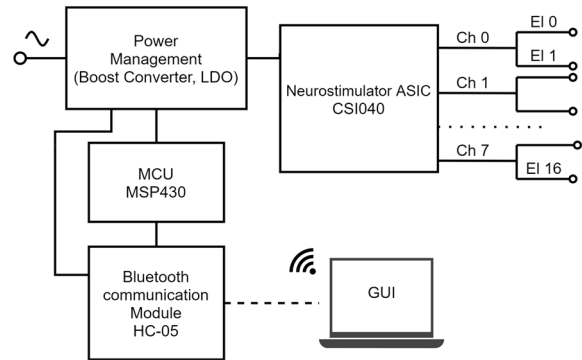 Power
Management
(Boost Converter, LDO)
Neurostimulator ASIC
CSI040
Ch 0
El 0
El 1
Ch 1
Ch 7
El 16
MCU
MSP430
Bluetooth
communication
Module
HC-05
GUI